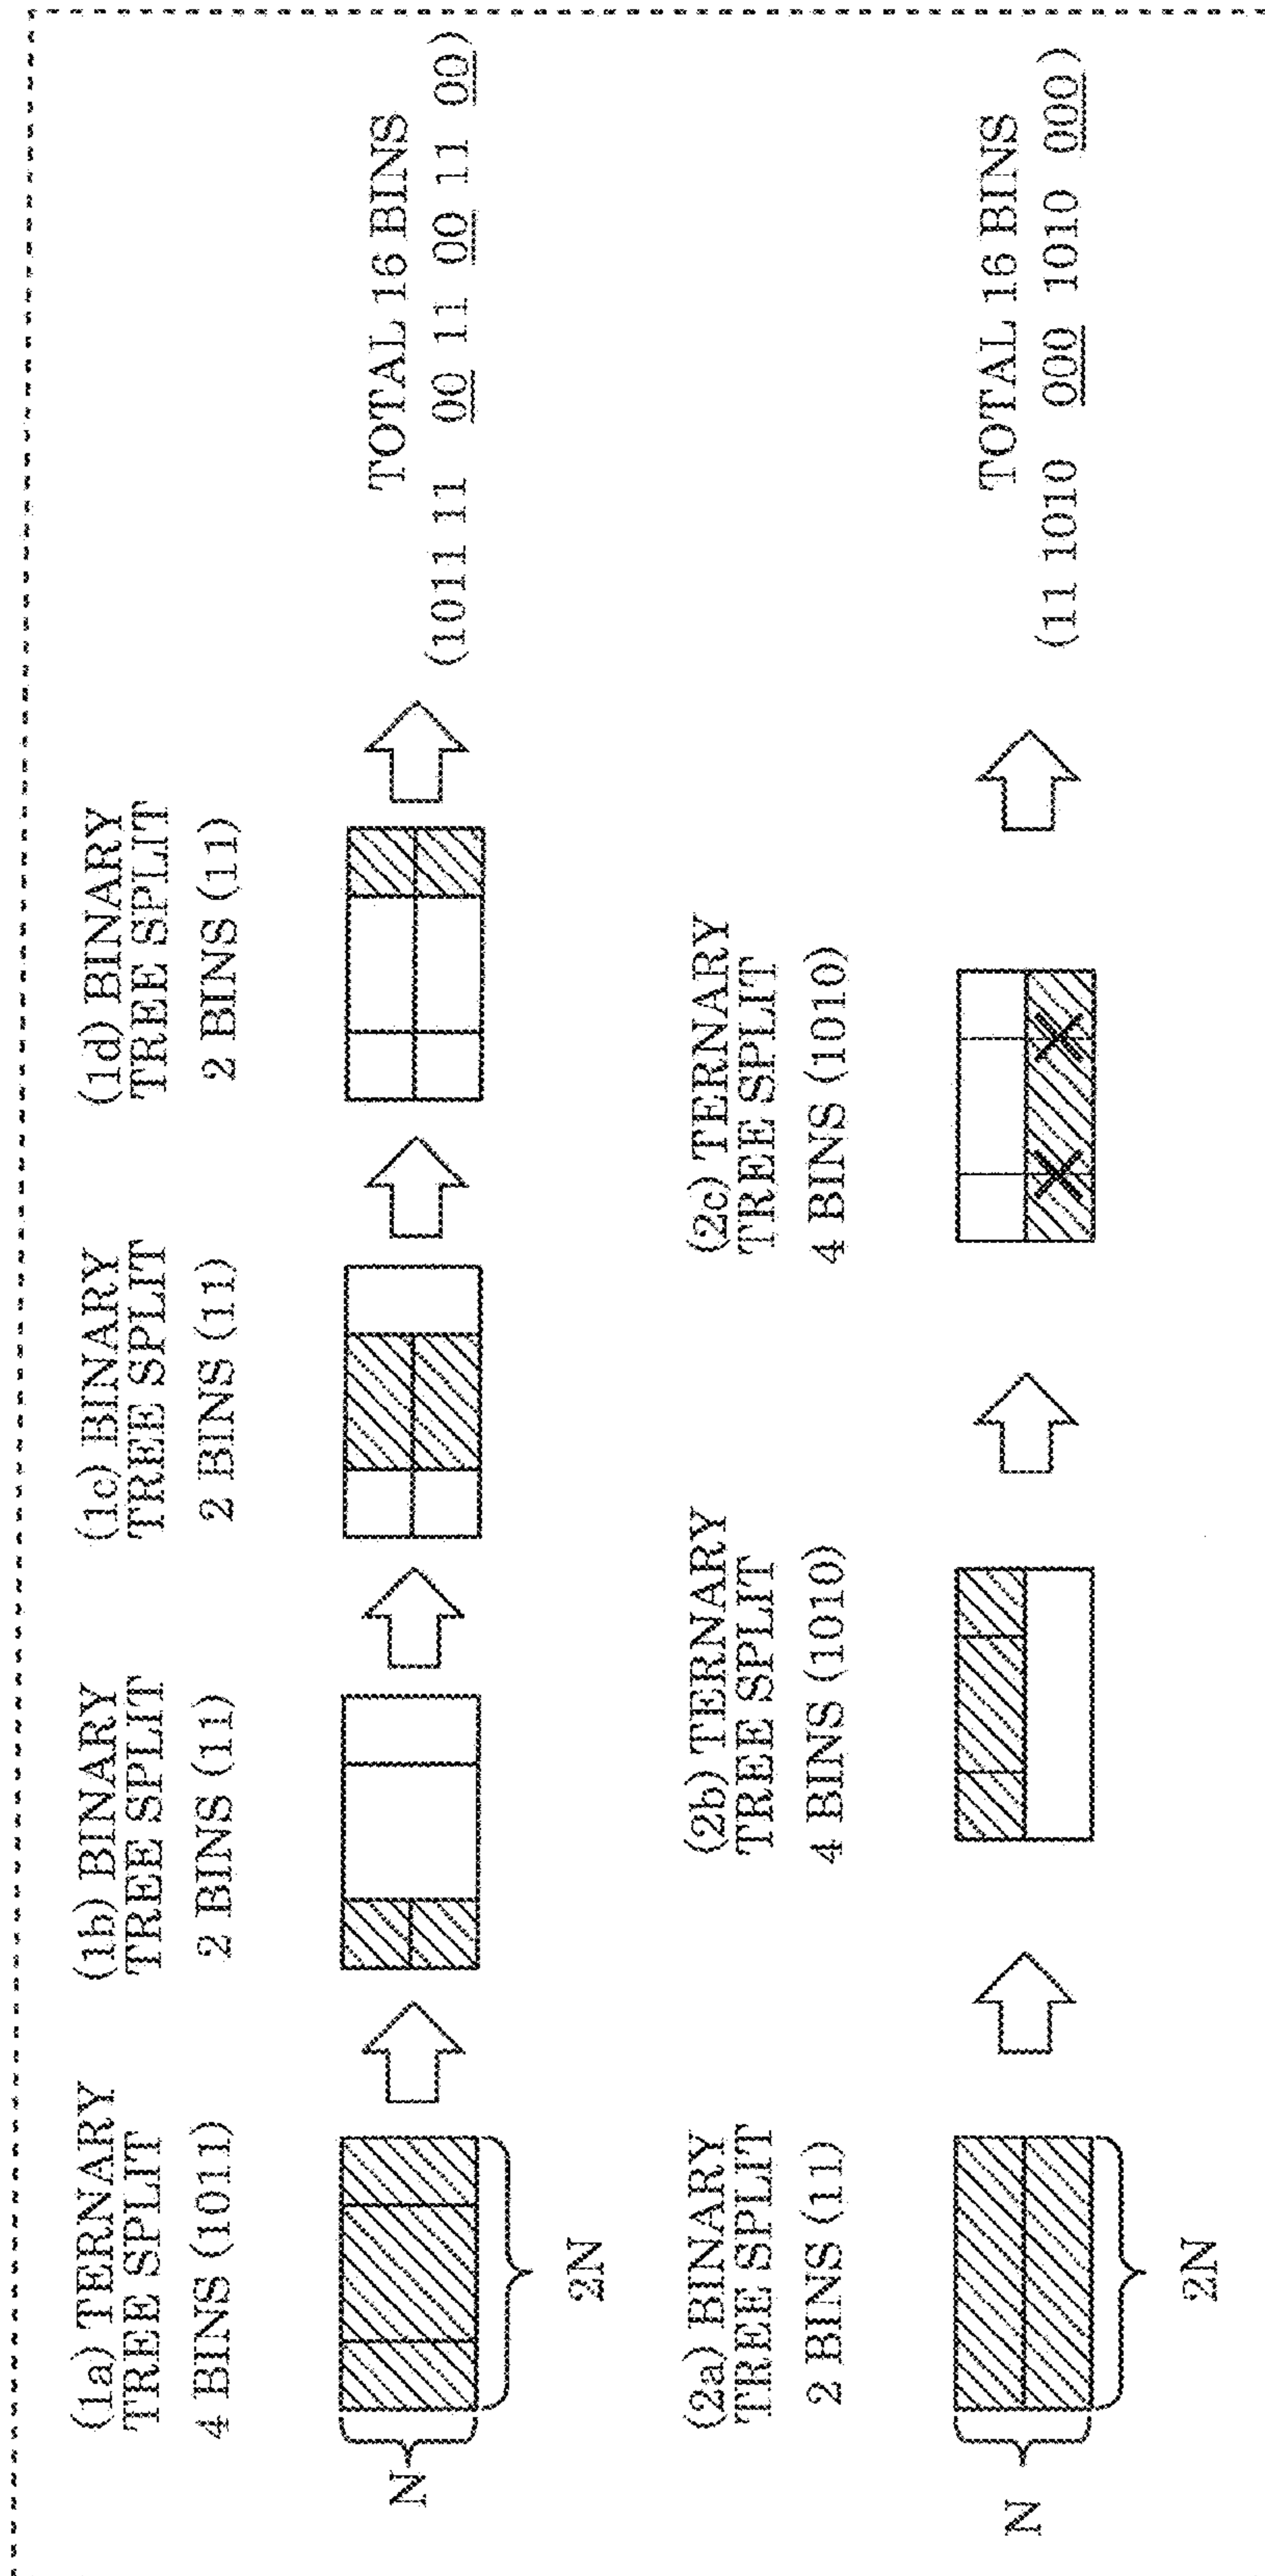 (1a) TERNARY
TREE SPLIT
4 BINS (1011)
(1b) BINARY
TREE SPLIT
2 BINS (11)
(1c) BINARY
TREE SPLIT
2 BINS (11)
(1d) BINARY
TREE SPLIT
2 BINS (11)
N
2N
TOTAL 16 BINS
(1011 11 00 11 00 11 00)
(2a) BINARY
TREE SPLIT
2 BINS (11)
(2b) TERNARY
TREE SPLIT
4 BINS (1010)
(2c) TERNARY
TREE SPLIT
4 BINS (1010)
N
2N
TOTAL 16 BINS
(11 1010 000 1010 000)